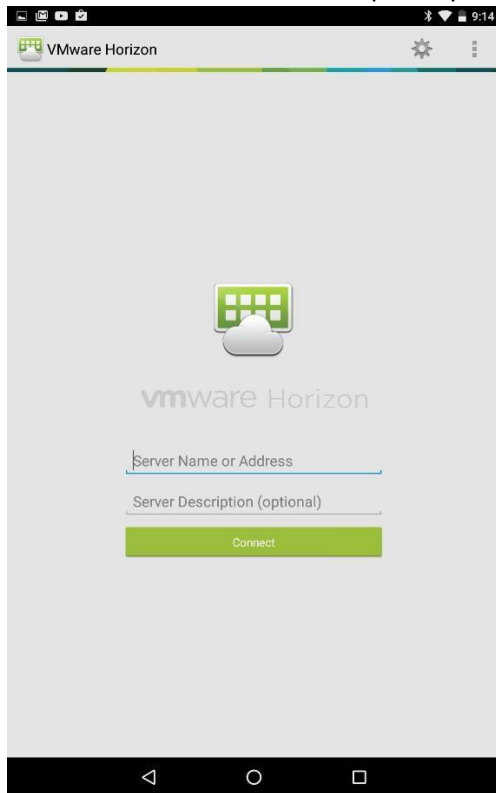 9:14
VMware Horizon
vmware Horizon
Server Name or Address
Server Description (optional)
Connect